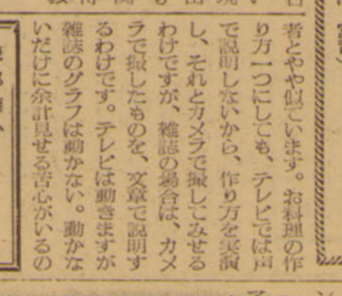 者とやや似ています。お料理の作
り方一つにしても、テレビでは声
で説明しないから、作り方を実演
し、それとカメラで撮してみせる
わけですが、雑誌の場合は、カメ
ラで撮したものを、文章で説明す
るわけです。テレビは動きますが
雑誌のグラフは動かない。動かな
いだけに余計見せる苦心がいるの